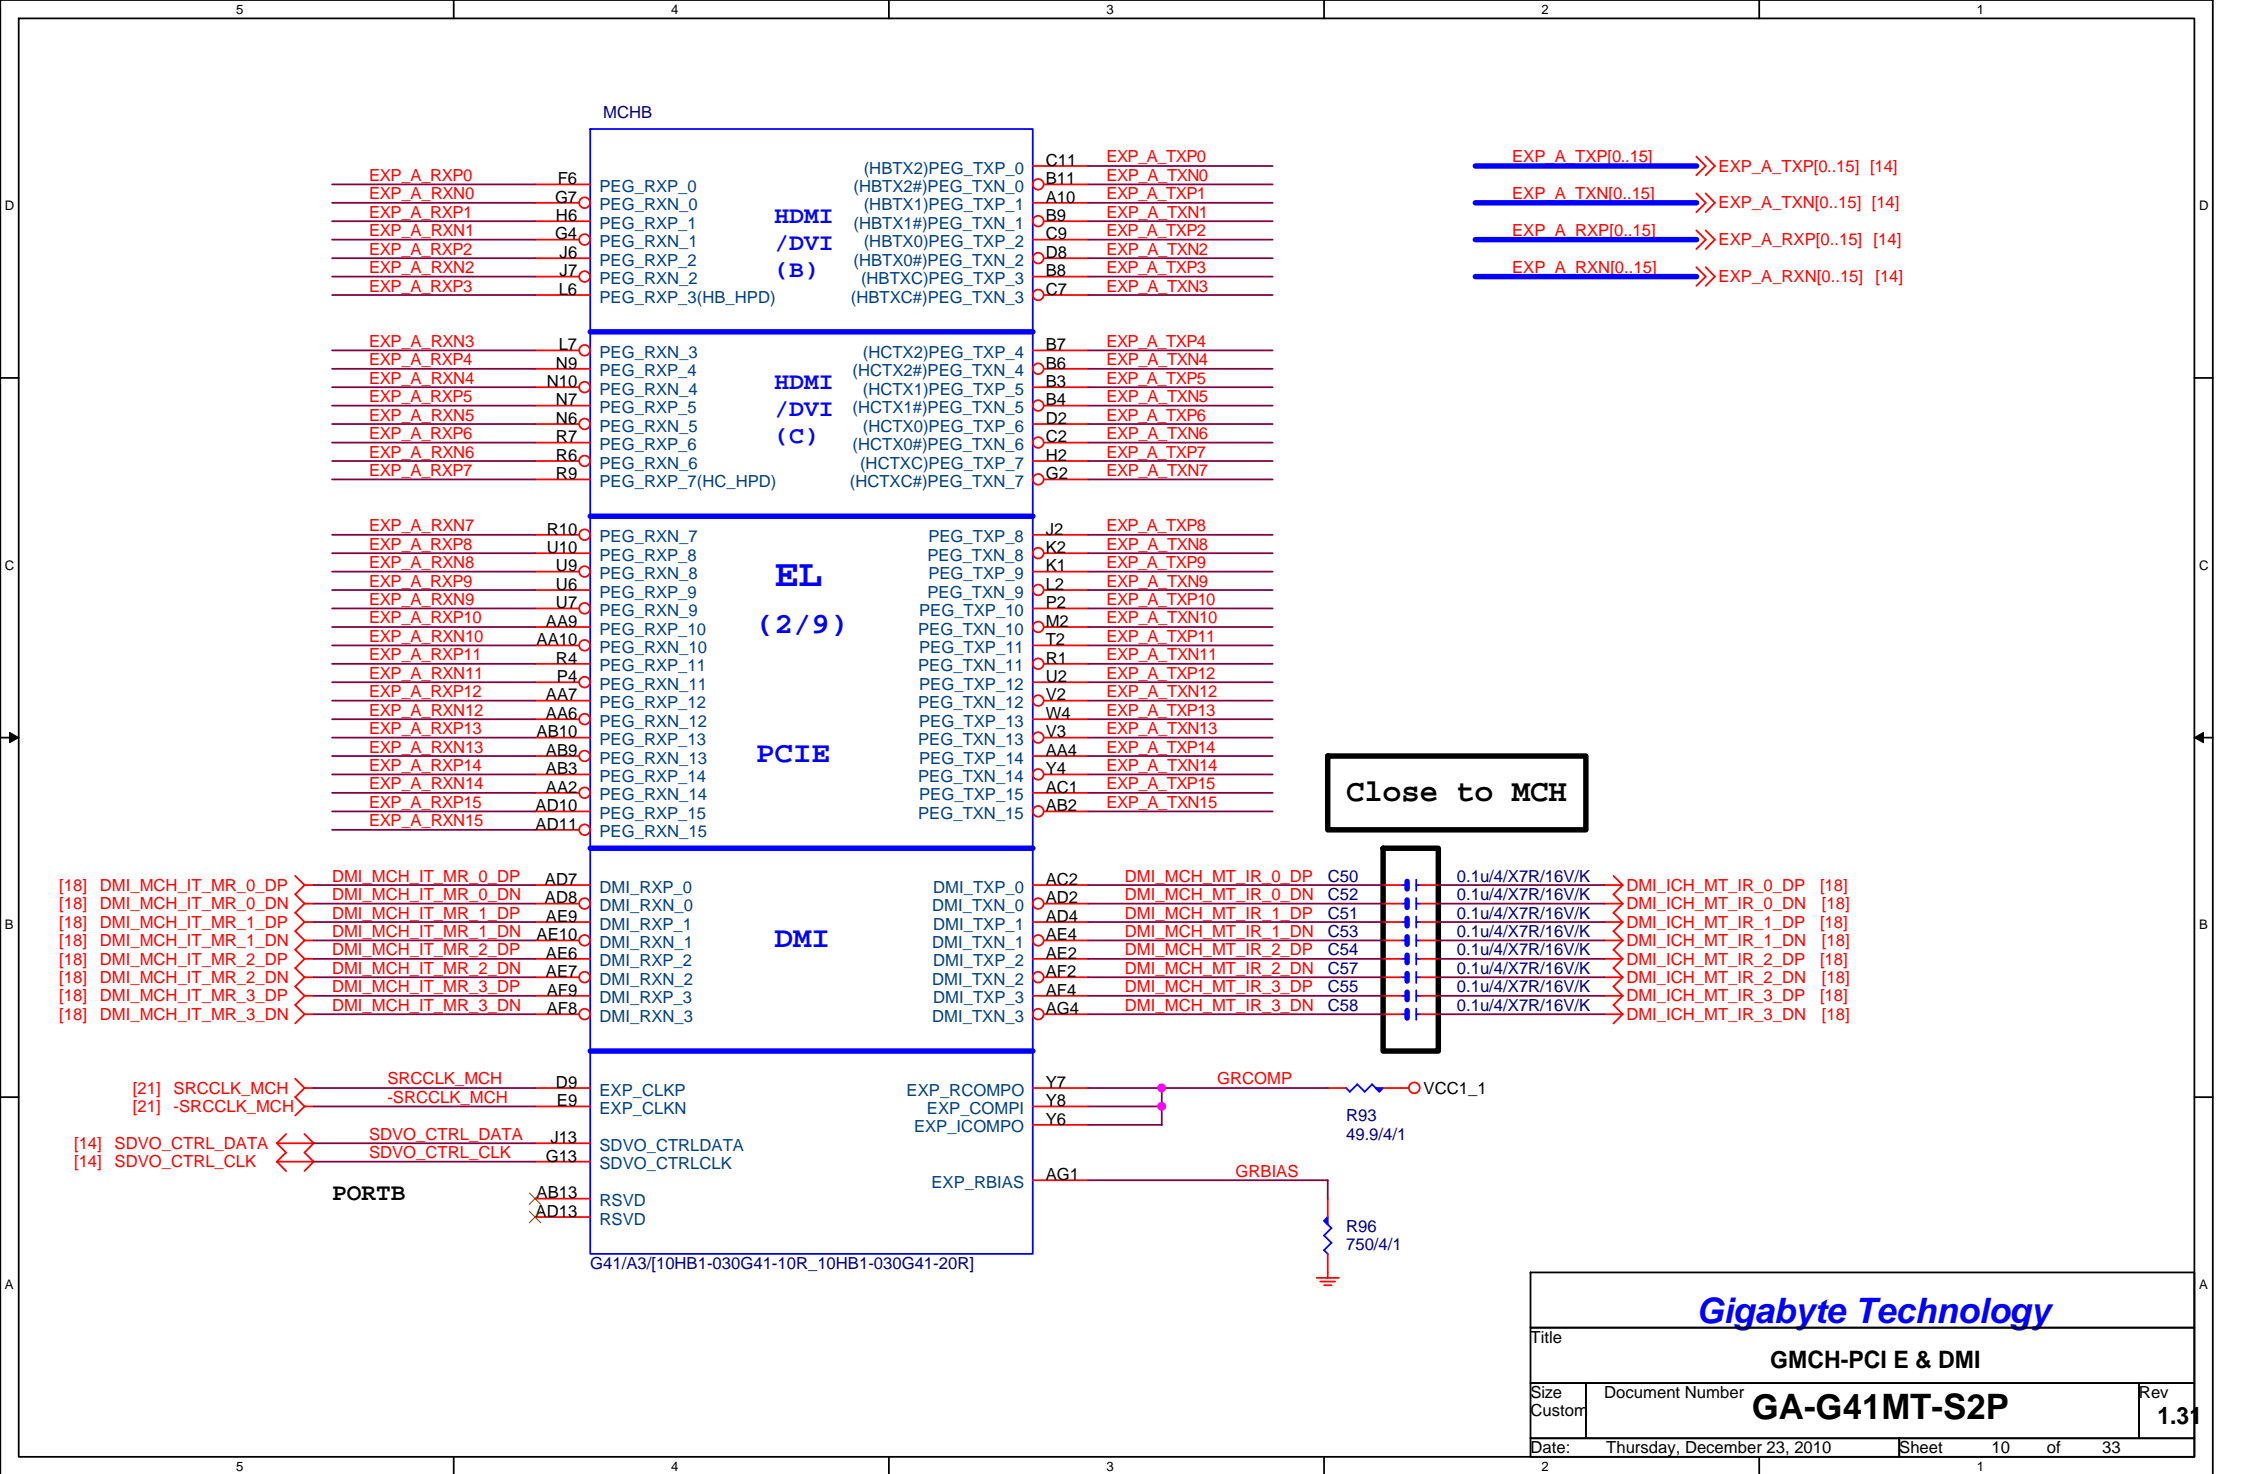 5 4 3 2 1
D D
C C
B B
A A
MCHB
EXP_A_RXP0 F6 PEG_RXP_0
EXP_A_RXN0 G7 PEG_RXN_0
EXP_A_RXP1 H6 PEG_RXP_1
EXP_A_RXN1 G4 PEG_RXN_1
EXP_A_RXP2 J6 PEG_RXP_2
EXP_A_RXN2 J7 PEG_RXN_2
EXP_A_RXP3 L6 PEG_RXP_3(HB_HPD)
HDMI
/DVI
(B)
(HBTX2)PEG_TXP_0 C11 EXP_A_TXP0
(HBTX2#)PEG_TXN_0 B11 EXP_A_TXN0
(HBTX1)PEG_TXP_1 A10 EXP_A_TXP1
(HBTX1#)PEG_TXN_1 B9 EXP_A_TXN1
(HBTX0)PEG_TXP_2 C9 EXP_A_TXP2
(HBTX0#)PEG_TXN_2 D8 EXP_A_TXN2
(HBTXC)PEG_TXP_3 B8 EXP_A_TXP3
(HBTXC#)PEG_TXN_3 C7 EXP_A_TXN3
EXP_A_TXP[0..15] EXP_A_TXP[0..15] [14]
EXP_A_TXN[0..15] EXP_A_TXN[0..15] [14]
EXP_A_RXP[0..15] EXP_A_RXP[0..15] [14]
EXP_A_RXN[0..15] EXP_A_RXN[0..15] [14]
EXP_A_RXN3 L7 PEG_RXN_3
EXP_A_RXP4 N9 PEG_RXP_4
EXP_A_RXN4 N10 PEG_RXN_4
EXP_A_RXP5 N7 PEG_RXP_5
EXP_A_RXN5 N6 PEG_RXN_5
EXP_A_RXP6 R7 PEG_RXP_6
EXP_A_RXN6 R6 PEG_RXN_6
EXP_A_RXP7 R9 PEG_RXP_7(HC_HPD)
HDMI
/DVI
(C)
(HCTX2)PEG_TXP_4 B7 EXP_A_TXP4
(HCTX2#)PEG_TXN_4 B6 EXP_A_TXN4
(HCTX1)PEG_TXP_5 B3 EXP_A_TXP5
(HCTX1#)PEG_TXN_5 B4 EXP_A_TXN5
(HCTX0)PEG_TXP_6 D2 EXP_A_TXP6
(HCTX0#)PEG_TXN_6 C2 EXP_A_TXN6
(HCTXC)PEG_TXP_7 H2 EXP_A_TXP7
(HCTXC#)PEG_TXN_7 G2 EXP_A_TXN7
EXP_A_RXN7 R10 PEG_RXN_7
EXP_A_RXP8 U10 PEG_RXP_8
EXP_A_RXN8 U9 PEG_RXN_8
EXP_A_RXP9 U6 PEG_RXP_9
EXP_A_RXN9 U7 PEG_RXN_9
EXP_A_RXP10 AA9 PEG_RXP_10
EXP_A_RXN10 AA10 PEG_RXN_10
EXP_A_RXP11 R4 PEG_RXP_11
EXP_A_RXN11 P4 PEG_RXN_11
EXP_A_RXP12 AA7 PEG_RXP_12
EXP_A_RXN12 AA6 PEG_RXN_12
EXP_A_RXP13 AB10 PEG_RXP_13
EXP_A_RXN13 AB9 PEG_RXN_13
EXP_A_RXP14 AB3 PEG_RXP_14
EXP_A_RXN14 AA2 PEG_RXN_14
EXP_A_RXP15 AD10 PEG_RXP_15
EXP_A_RXN15 AD11 PEG_RXN_15
EL
(2/9)
PCIE
PEG_TXP_8 J2 EXP_A_TXP8
PEG_TXN_8 K2 EXP_A_TXN8
PEG_TXP_9 K1 EXP_A_TXP9
PEG_TXN_9 L2 EXP_A_TXN9
PEG_TXP_10 P2 EXP_A_TXP10
PEG_TXN_10 M2 EXP_A_TXN10
PEG_TXP_11 T2 EXP_A_TXP11
PEG_TXN_11 R1 EXP_A_TXN11
PEG_TXP_12 U2 EXP_A_TXP12
PEG_TXN_12 V2 EXP_A_TXN12
PEG_TXP_13 W4 EXP_A_TXP13
PEG_TXN_13 V3 EXP_A_TXN13
PEG_TXP_14 AA4 EXP_A_TXP14
PEG_TXN_14 Y4 EXP_A_TXN14
PEG_TXP_15 AC1 EXP_A_TXP15
PEG_TXN_15 AB2 EXP_A_TXN15
Close to MCH
[18] DMI_MCH_IT_MR_0_DP DMI_MCH_IT_MR_0_DP AD7 DMI_RXP_0
[18] DMI_MCH_IT_MR_0_DN DMI_MCH_IT_MR_0_DN AD8 DMI_RXN_0
[18] DMI_MCH_IT_MR_1_DP DMI_MCH_IT_MR_1_DP AE9 DMI_RXP_1
[18] DMI_MCH_IT_MR_1_DN DMI_MCH_IT_MR_1_DN AE10 DMI_RXN_1
[18] DMI_MCH_IT_MR_2_DP DMI_MCH_IT_MR_2_DP AE6 DMI_RXP_2
[18] DMI_MCH_IT_MR_2_DN DMI_MCH_IT_MR_2_DN AE7 DMI_RXN_2
[18] DMI_MCH_IT_MR_3_DP DMI_MCH_IT_MR_3_DP AF9 DMI_RXP_3
[18] DMI_MCH_IT_MR_3_DN DMI_MCH_IT_MR_3_DN AF8 DMI_RXN_3
DMI
DMI_TXP_0 AC2 DMI_MCH_MT_IR_0_DP C50 0.1u/4/X7R/16V/K DMI_ICH_MT_IR_0_DP [18]
DMI_TXN_0 AD2 DMI_MCH_MT_IR_0_DN C52 0.1u/4/X7R/16V/K DMI_ICH_MT_IR_0_DN [18]
DMI_TXP_1 AD4 DMI_MCH_MT_IR_1_DP C51 0.1u/4/X7R/16V/K DMI_ICH_MT_IR_1_DP [18]
DMI_TXN_1 AE4 DMI_MCH_MT_IR_1_DN C53 0.1u/4/X7R/16V/K DMI_ICH_MT_IR_1_DN [18]
DMI_TXP_2 AE2 DMI_MCH_MT_IR_2_DP C54 0.1u/4/X7R/16V/K DMI_ICH_MT_IR_2_DP [18]
DMI_TXN_2 AF2 DMI_MCH_MT_IR_2_DN C57 0.1u/4/X7R/16V/K DMI_ICH_MT_IR_2_DN [18]
DMI_TXP_3 AF4 DMI_MCH_MT_IR_3_DP C55 0.1u/4/X7R/16V/K DMI_ICH_MT_IR_3_DP [18]
DMI_TXN_3 AG4 DMI_MCH_MT_IR_3_DN C58 0.1u/4/X7R/16V/K DMI_ICH_MT_IR_3_DN [18]
[21] SRCCLK_MCH SRCCLK_MCH D9 EXP_CLKP
[21] -SRCCLK_MCH -SRCCLK_MCH E9 EXP_CLKN
[14] SDVO_CTRL_DATA SDVO_CTRL_DATA J13 SDVO_CTRLDATA
[14] SDVO_CTRL_CLK SDVO_CTRL_CLK G13 SDVO_CTRLCLK
PORTB
AB13 RSVD
AD13 RSVD
EXP_RCOMPO Y7 GRCOMP VCC1_1
EXP_COMPI Y8
EXP_ICOMPO Y6
R93
49.9/4/1
EXP_RBIAS AG1 GRBIAS
R96
750/4/1
G41/A3/[10HB1-030G41-10R_10HB1-030G41-20R]
Gigabyte Technology
Title
GMCH-PCI E & DMI
Size Document Number Rev
Custom GA-G41MT-S2P 1.31
Date: Thursday, December 23, 2010 Sheet 10 of 33
5 4 3 2 1